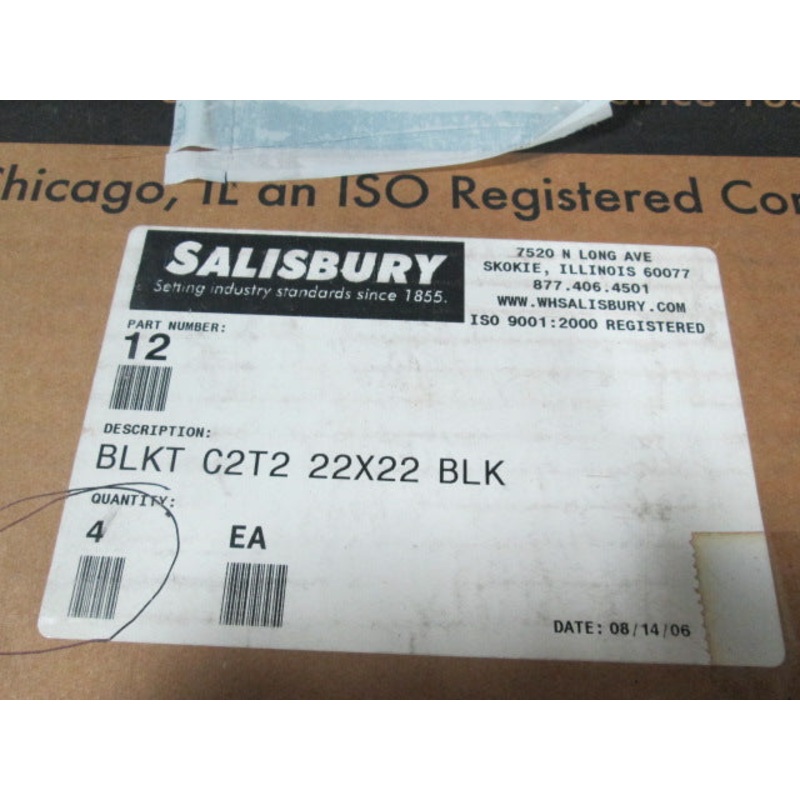 Since
Chicago, IL an ISO Registered
SALISBURY
Setting industry standards since 1855.
7520 N LONG AVE
SKOKIE, ILLINOIS 60077
877.406.4501
WWW.WHSALISBURY.COM
ISO 9001:2000 REGISTERED
PART NUMBER:
12
DESCRIPTION:
BLKT C2T2 22X22 BLK
QUANTITY:
4 EA
DATE: 08/14/06